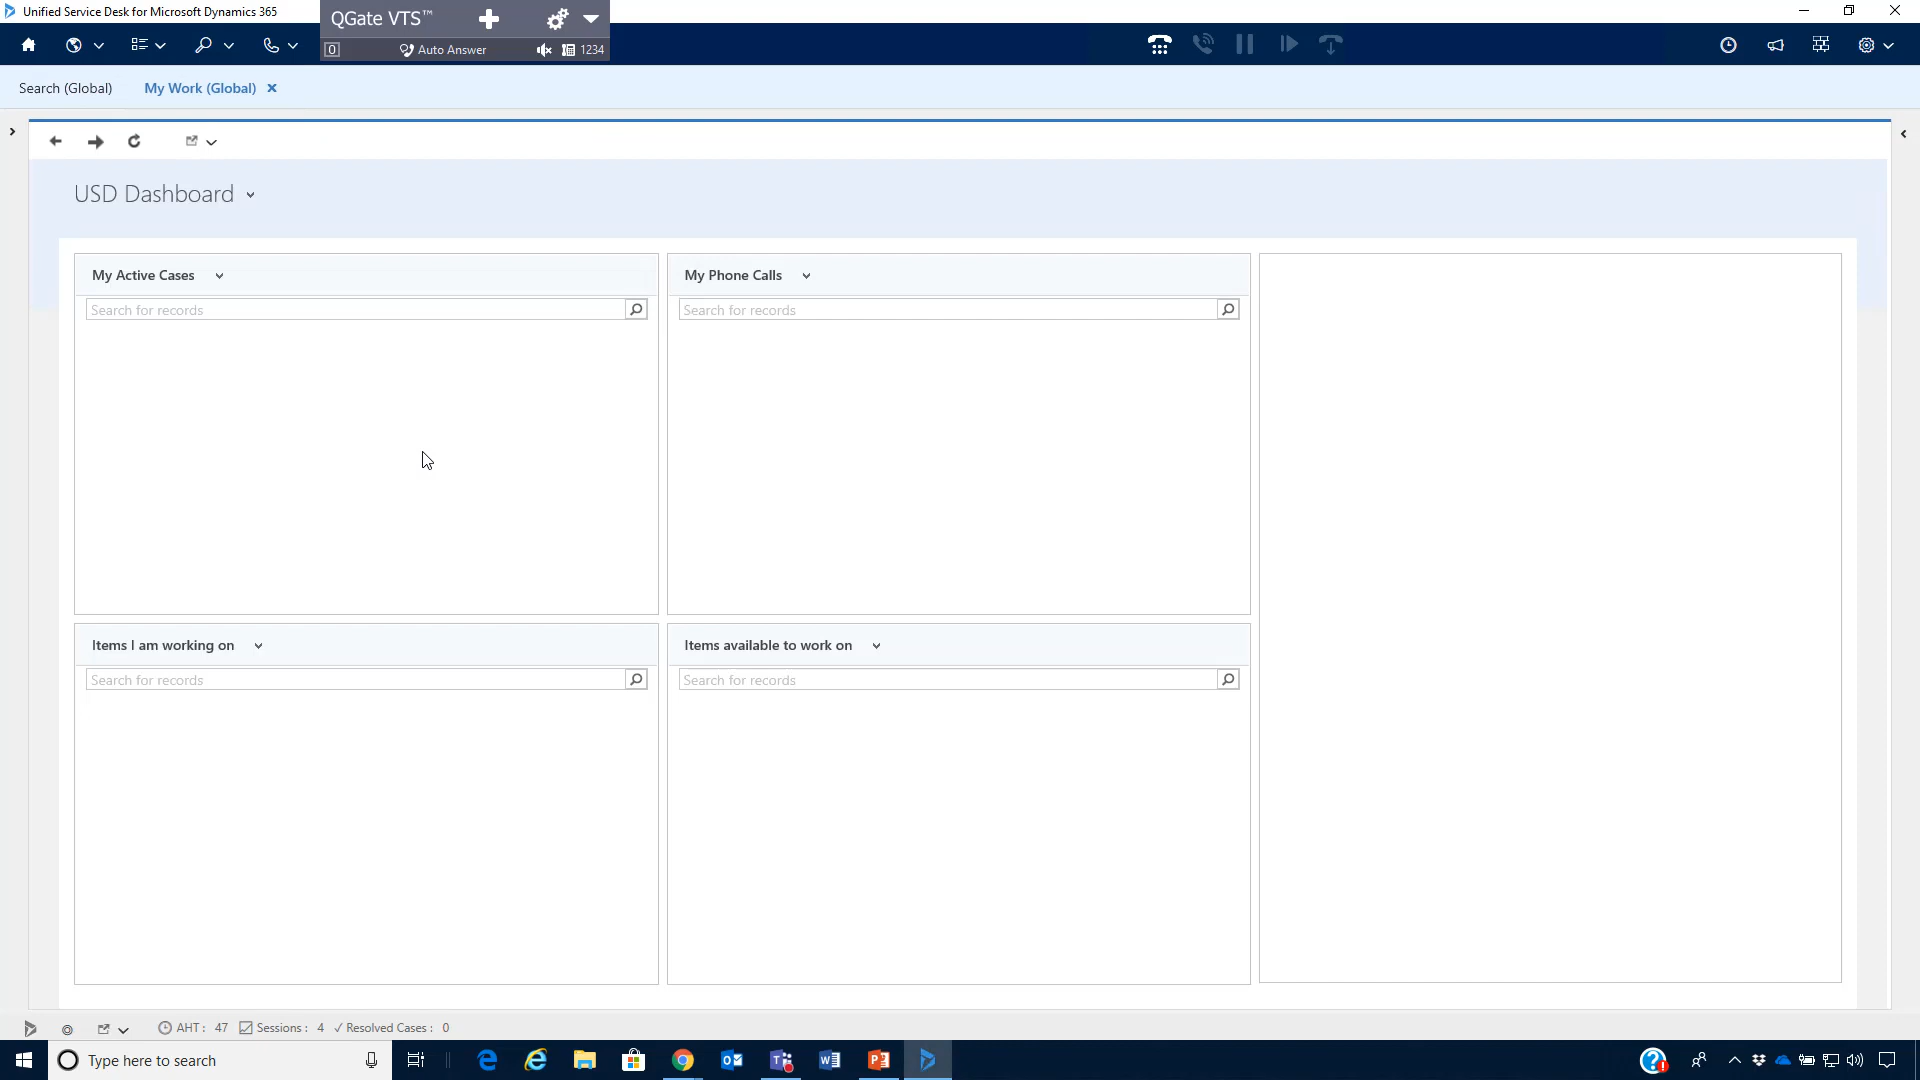 Unified Service Desk for Microsoft Dynamics 365
QGate VTS™
0 Auto Answer 1234
Search (Global) My Work (Global)
USD Dashboard
My Active Cases
Search for records
My Phone Calls
Search for records
Items I am working on
Search for records
Items available to work on
Search for records
AHT : 47 Sessions : 4 Resolved Cases : 0
Type here to search